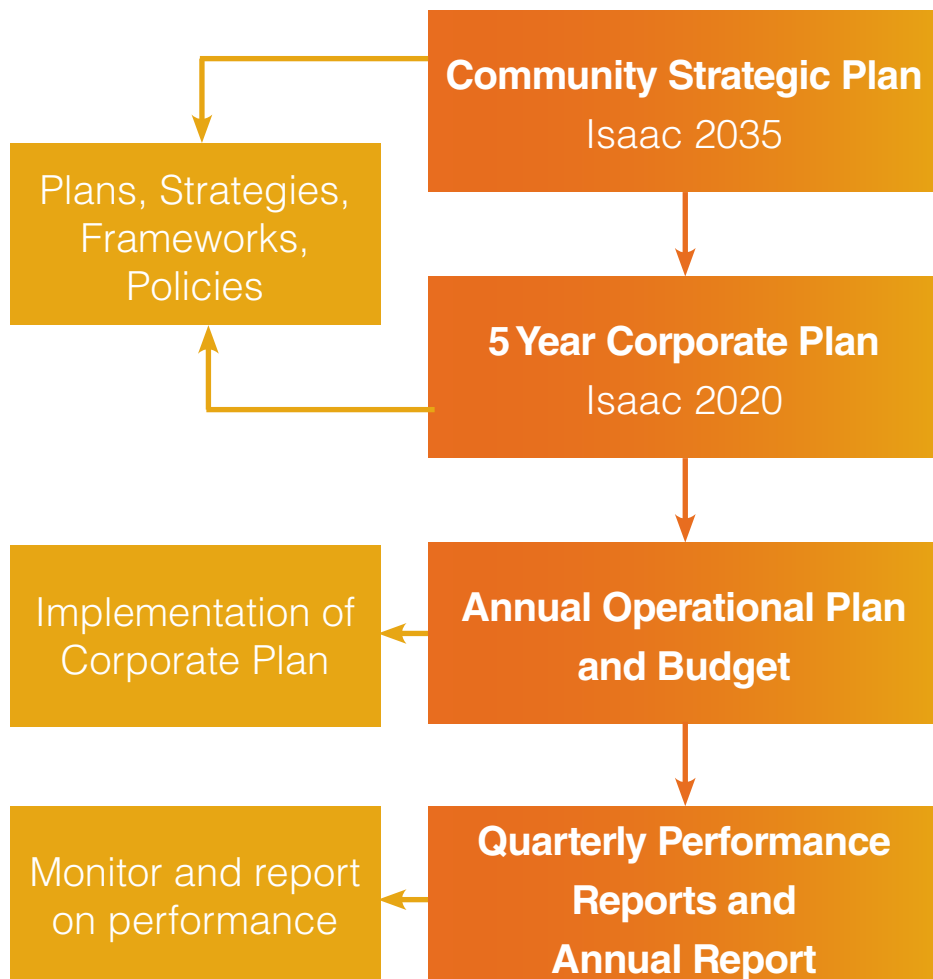 Community Strategic Plan
Isaac 2035
Plans, Strategies,
Frameworks,
Policies
5 Year Corporate Plan
Isaac 2020
Implementation of
Corporate Plan
Annual Operational Plan
and Budget
Monitor and report
on performance
Quarterly Performance
Reports and
Annual Report